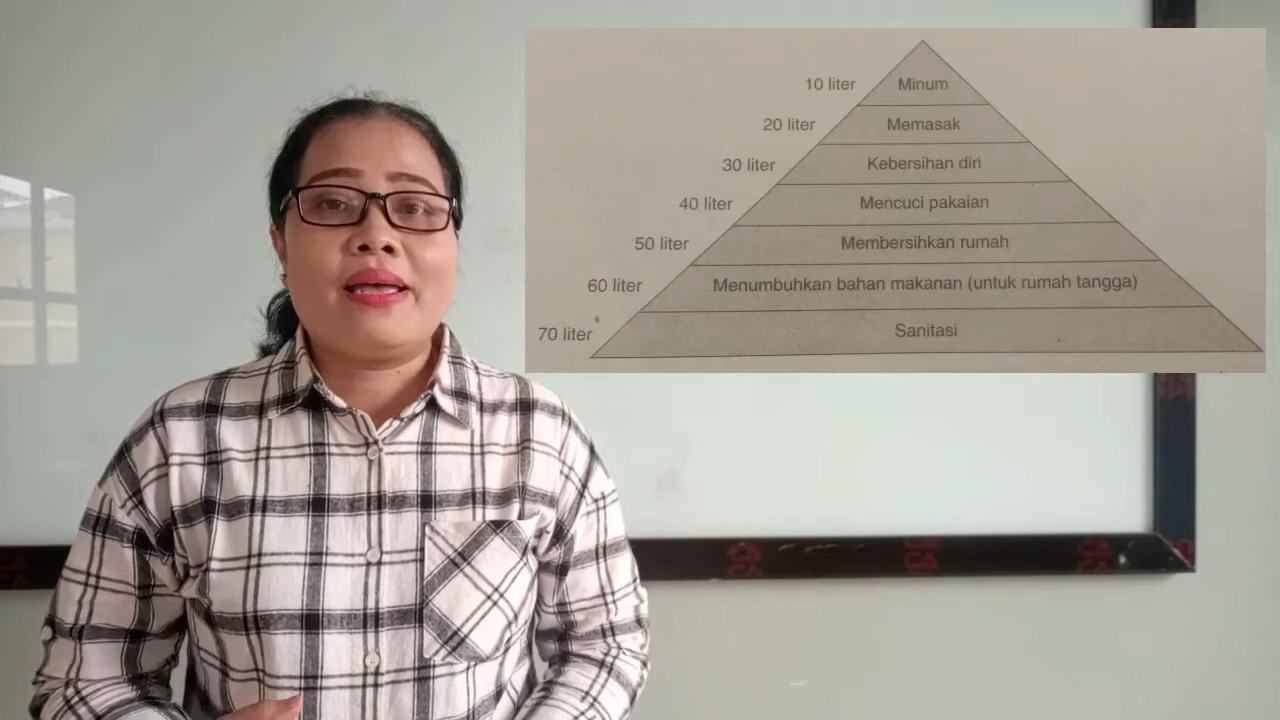 10 liter Minum
20 liter Memasak
30 liter Kebersihan diri
40 liter Mencuci pakaian
50 liter Membersihkan rumah
60 liter Menumbuhkan bahan makanan (untuk rumah tangga)
70 liter Sanitasi